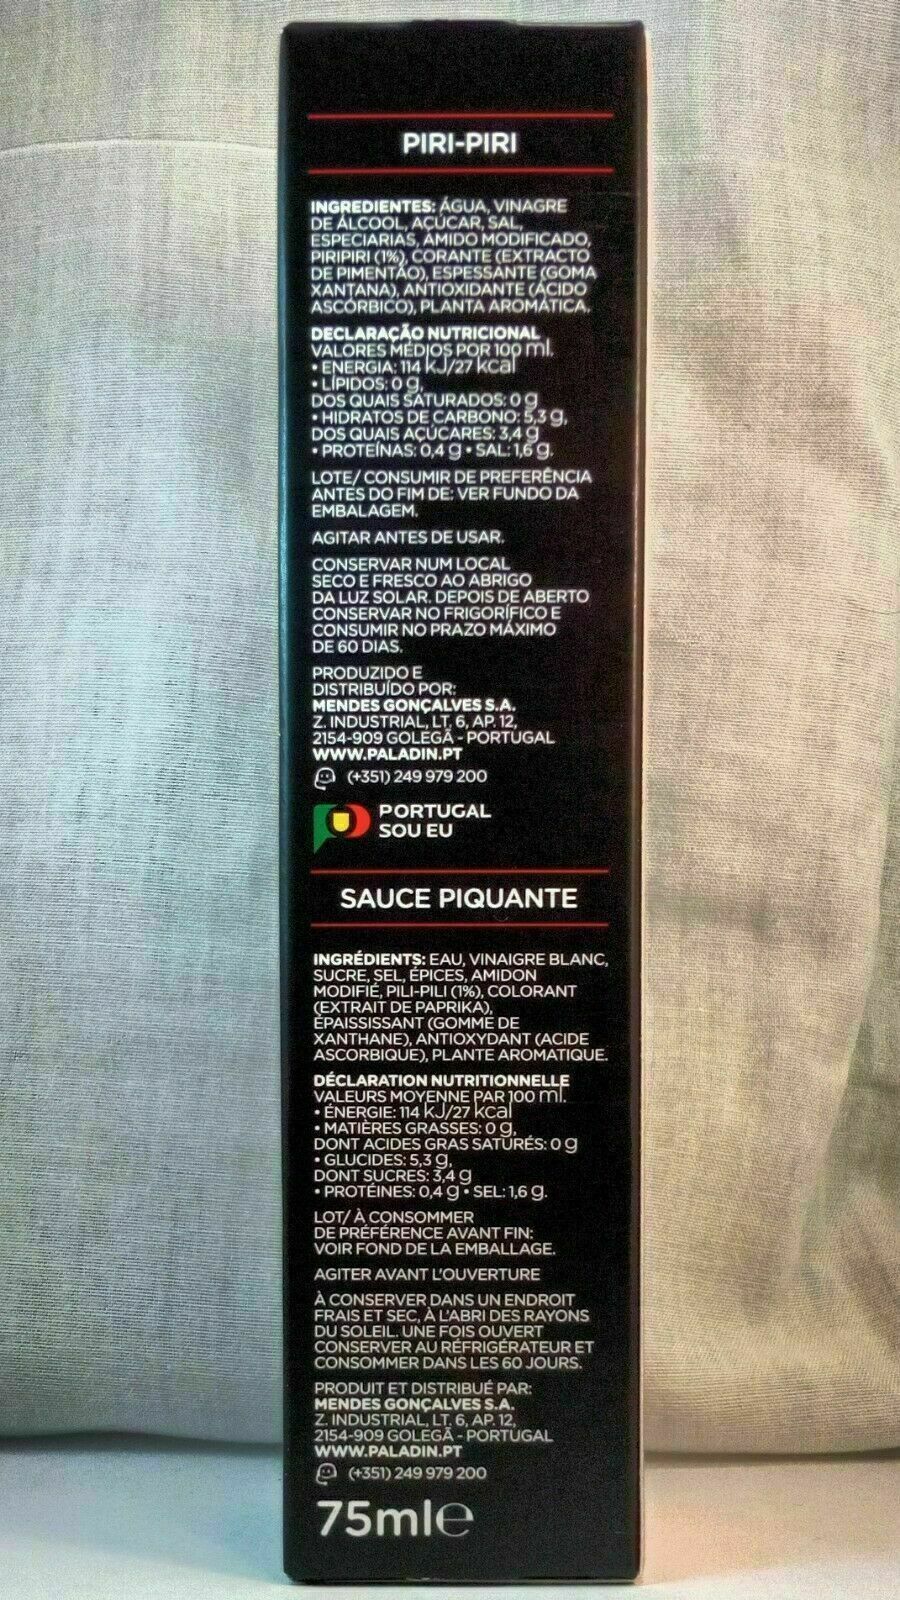 PIRI-PIRI
INGREDIENTES: ÁGUA, VINAGRE
DE ÁLCOOL, AÇÚCAR, SAL,
ESPECIARIAS, AMIDO MODIFICADO,
PIRIPIRI (1%), CORANTE (EXTRACTO
DE PIMENTÃO), ESPESSANTE (GOMA
XANTANA), ANTIOXIDANTE (ÁCIDO
ASCÓRBICO), PLANTA AROMÁTICA.
DECLARAÇÃO NUTRICIONAL
VALORES MÉDIOS POR 100 ml.
• ENERGIA: 114 kJ/27 kcal
• LÍPIDOS: 0 g,
DOS QUAIS SATURADOS: 0 g
• HIDRATOS DE CARBONO: 5,3 g,
DOS QUAIS AÇÚCARES: 3,4 g
• PROTEÍNAS: 0,4 g • SAL: 1,6 g.
LOTE/ CONSUMIR DE PREFERÊNCIA
ANTES DO FIM DE: VER FUNDO DA
EMBALAGEM.
AGITAR ANTES DE USAR.
CONSERVAR NUM LOCAL
SECO E FRESCO AO ABRIGO
DA LUZ SOLAR. DEPOIS DE ABERTO
CONSERVAR NO FRIGORÍFICO E
CONSUMIR NO PRAZO MÁXIMO
DE 60 DIAS.
PRODUZIDO E
DISTRIBUÍDO POR:
MENDES GONÇALVES S.A.
Z. INDUSTRIAL, LT. 6, AP. 12,
2154-909 GOLEGÃ - PORTUGAL
WWW.PALADIN.PT
(+351) 249 979 200
PORTUGAL
SOU EU
SAUCE PIQUANTE
INGRÉDIENTS: EAU, VINAIGRE BLANC,
SUCRE, SEL, ÉPICES, AMIDON
MODIFIÉ, PILI-PILI (1%), COLORANT
(EXTRAIT DE PAPRIKA),
ÉPAISSISSANT (GOMME DE
XANTHANE), ANTIOXYDANT (ACIDE
ASCORBIQUE), PLANTE AROMATIQUE.
DÉCLARATION NUTRITIONNELLE
VALEURS MOYENNE PAR 100 ml.
• ÉNERGIE: 114 kJ/27 kcal
• MATIÈRES GRASSES: 0 g,
DONT ACIDES GRAS SATURÉS: 0 g
• GLUCIDES: 5,3 g,
DONT SUCRES: 3,4 g
• PROTÉINES: 0,4 g • SEL: 1,6 g.
LOT/ À CONSOMMER
DE PRÉFÉRENCE AVANT FIN:
VOIR FOND DE LA EMBALLAGE.
AGITER AVANT L'OUVERTURE
À CONSERVER DANS UN ENDROIT
FRAIS ET SEC, À L'ABRI DES RAYONS
DU SOLEIL. UNE FOIS OUVERT
CONSERVER AU RÉFRIGÉRATEUR ET
CONSOMMER DANS LES 60 JOURS.
PRODUIT ET DISTRIBUÉ PAR:
MENDES GONÇALVES S.A.
Z. INDUSTRIAL, LT. 6, AP. 12,
2154-909 GOLEGÃ - PORTUGAL
WWW.PALADIN.PT
(+351) 249 979 200
75ml℮